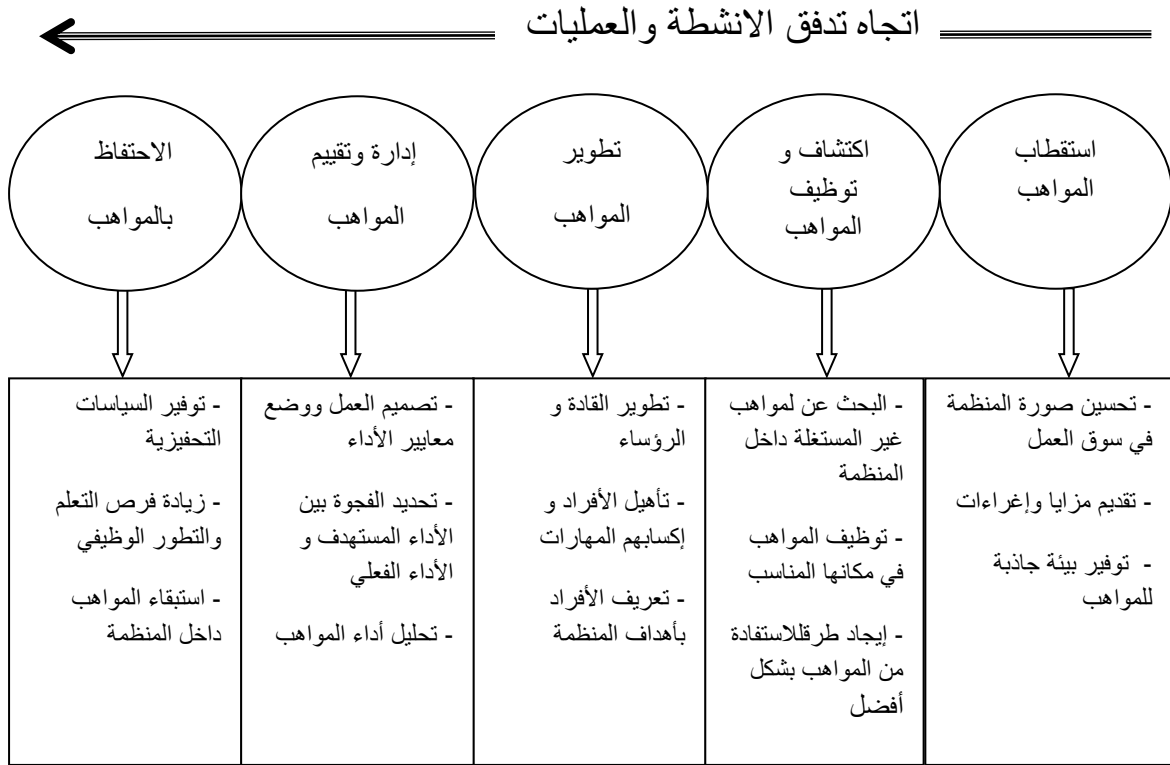 اتجاه تدفق الانشطة والعمليات
استقطاب
المواهب
اكتشاف و
توظيف
المواهب
تطوير
المواهب
إدارة وتقييم
المواهب
الاحتفاظ
بالمواهب
- تحسين صورة المنظمة
في سوق العمل
- تقديم مزايا وإغراءات
- توفير بيئة جاذبة
للمواهب
- البحث عن لمواهب
غير المستغلة داخل
المنظمة
- توظيف المواهب
في مكانها المناسب
- إيجاد طرقللاستفادة
من المواهب بشكل
أفضل
- تطوير القادة و
الرؤساء
- تأهيل الأفراد و
إكسابهم المهارات
- تعريف الأفراد
بأهداف المنظمة
- تصميم العمل ووضع
معايير الأداء
- تحديد الفجوة بين
الأداء المستهدف و
الأداء الفعلي
- تحليل أداء المواهب
- توفير السياسات
التحفيزية
- زيادة فرص التعلم
والتطور الوظيفي
- استبقاء المواهب
داخل المنظمة